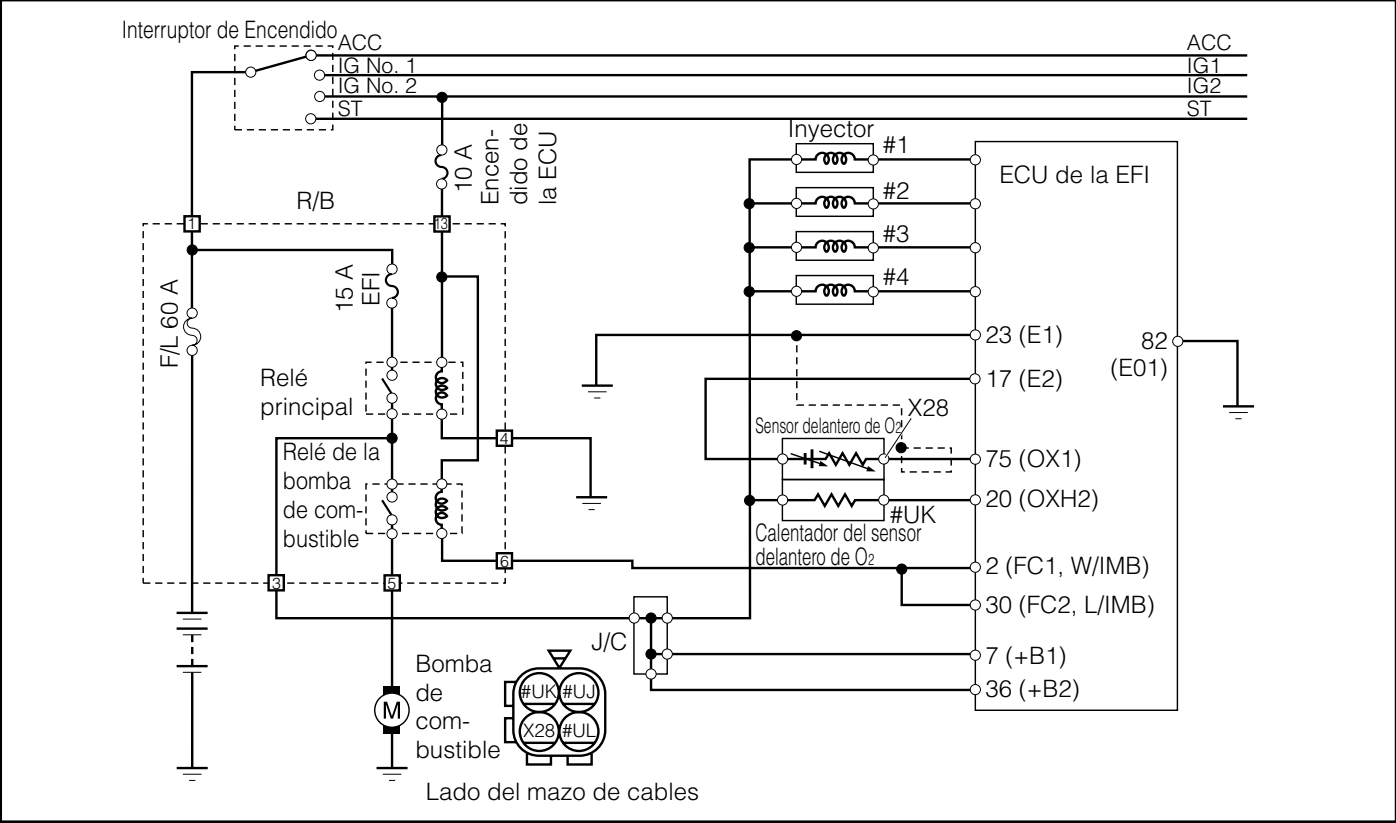 Interruptor de Encendido
ACC
ACC
IG No. 1
IG1
IG No. 2
IG2
ST
ST
10 A
Encen-
dido de
la ECU
R/B
1
13
15 A
EFI
F/L 60 A
Relé
principal
4
Relé de la
bomba
de com-
bustible
6
3
5
Inyector
#1
#2
#3
#4
ECU de la EFI
23 (E1)
82
(E01)
17 (E2)
X28
Sensor delantero de O2
75 (OX1)
20 (OXH2)
#UK
Calentador del sensor
delantero de O2
2 (FC1, W/IMB)
30 (FC2, L/IMB)
J/C
7 (+B1)
36 (+B2)
Bomba
de
com-
bustible
M
#UK
#UJ
X28
#UL
Lado del mazo de cables